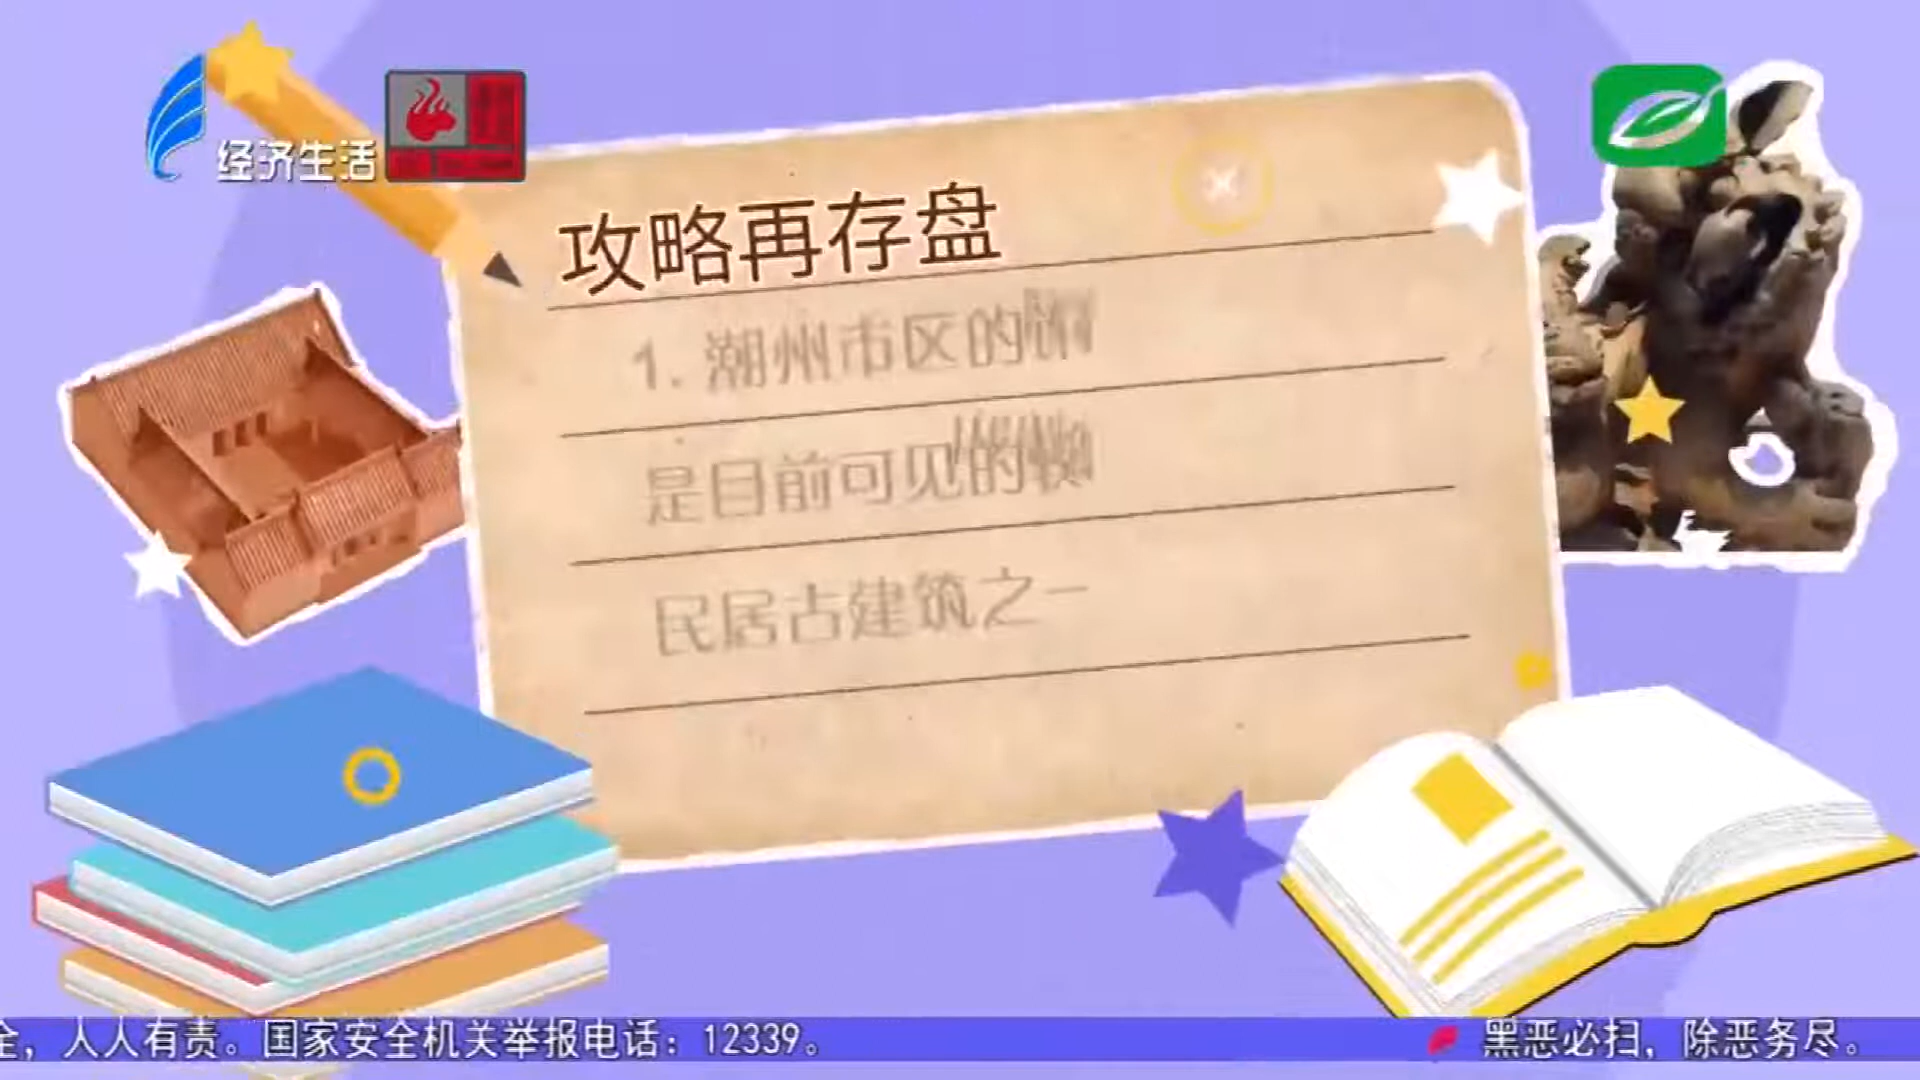 经济生活
攻略再存盘
1. 潮州市区的
是目前可见的
民居古建筑之一
全，人人有责。国家安全机关举报电话：12339。
黑恶必扫，除恶务尽。